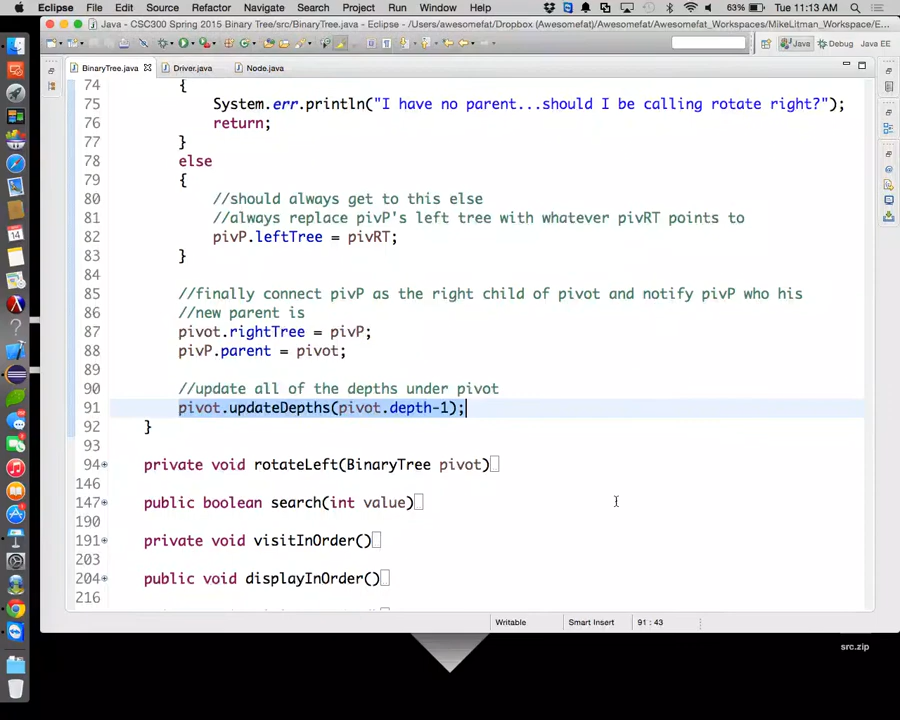 Eclipse File Edit Source Refactor Navigate Search Project Run Window Help 63% Tue 11:13 AM
Java - CSC300 Spring 2015 Binary Tree/src/BinaryTree.java - Eclipse - /Users/awesomefat/Dropbox (Awesomefat)/Awesomefat/Awesomefat_Workspaces/MikeLitman_Workspace/E...
Java Debug Java EE
BinaryTree.java Driver.java Node.java
74 {
75 System.err.println("I have no parent...should I be calling rotate right?");
76 return;
77 }
78 else
79 {
80 //should always get to this else
81 //always replace pivP's left tree with whatever pivRT points to
82 pivP.leftTree = pivRT;
83 }
84
85 //finally connect pivP as the right child of pivot and notify pivP who his
86 //new parent is
87 pivot.rightTree = pivP;
88 pivP.parent = pivot;
89
90 //update all of the depths under pivot
91 pivot.updateDepths(pivot.depth-1);
92 }
93
94 private void rotateLeft(BinaryTree pivot)
146
147 public boolean search(int value)
190
191 private void visitInOrder()
203
204 public void displayInOrder()
216
Writable Smart Insert 91 : 43
src.zip